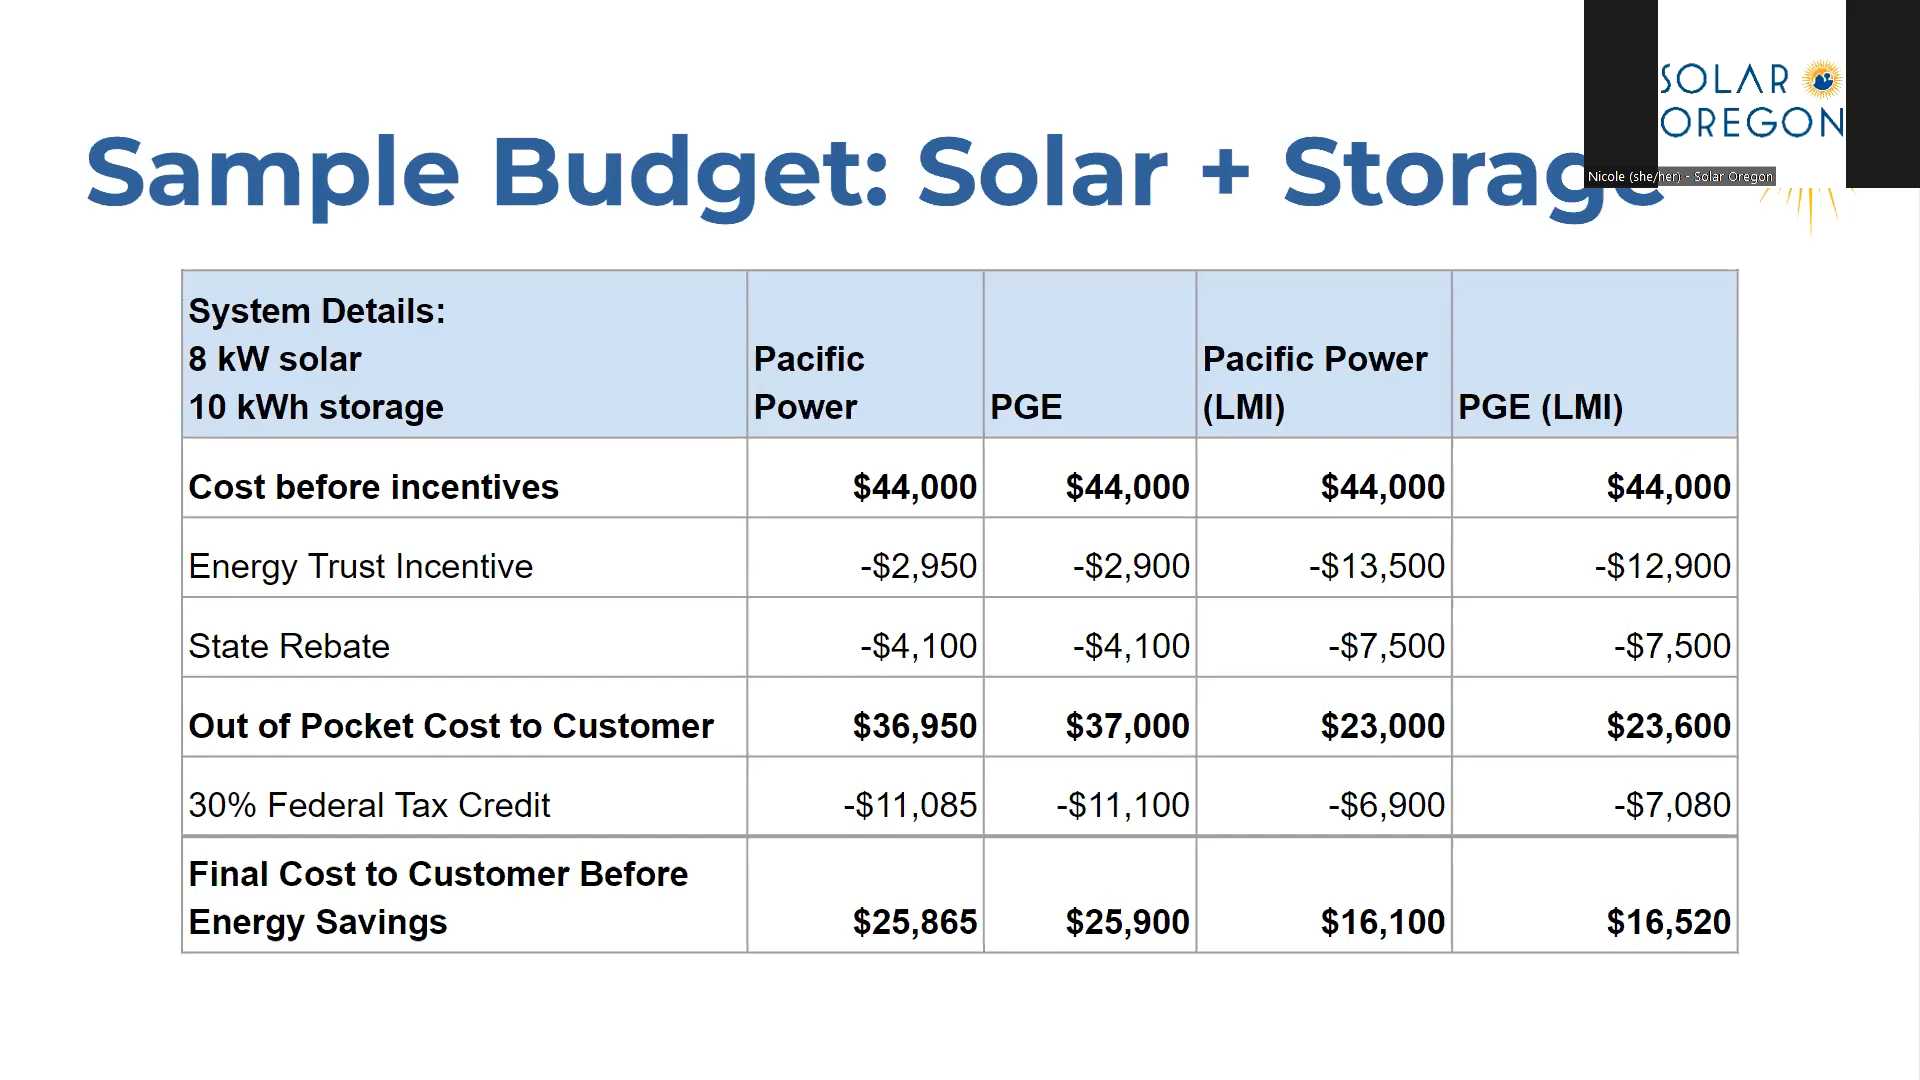 SOLAR
OREGON
Nicole (she/her) - Solar Oregon
Sample Budget: Solar + Storage
System Details:
8 kW solar
10 kWh storage
Pacific
Power
PGE
Pacific Power
(LMI)
PGE (LMI)
Cost before incentives $44,000 $44,000 $44,000 $44,000
Energy Trust Incentive -$2,950 -$2,900 -$13,500 -$12,900
State Rebate -$4,100 -$4,100 -$7,500 -$7,500
Out of Pocket Cost to Customer $36,950 $37,000 $23,000 $23,600
30% Federal Tax Credit -$11,085 -$11,100 -$6,900 -$7,080
Final Cost to Customer Before
Energy Savings $25,865 $25,900 $16,100 $16,520